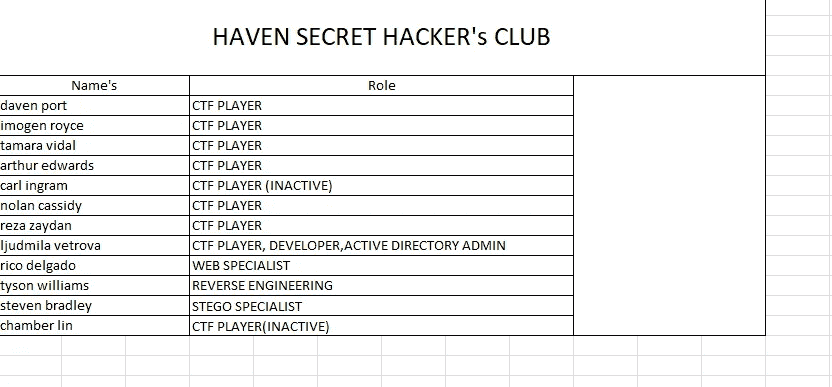 HAVEN SECRET HACKER's CLUB
Name's Role
daven port CTF PLAYER
imogen royce CTF PLAYER
tamara vidal CTF PLAYER
arthur edwards CTF PLAYER
carl ingram CTF PLAYER (INACTIVE)
nolan cassidy CTF PLAYER
reza zaydan CTF PLAYER
ljudmila vetrova CTF PLAYER, DEVELOPER,ACTIVE DIRECTORY ADMIN
rico delgado WEB SPECIALIST
tyson williams REVERSE ENGINEERING
steven bradley STEGO SPECIALIST
chamber lin CTF PLAYER(INACTIVE)